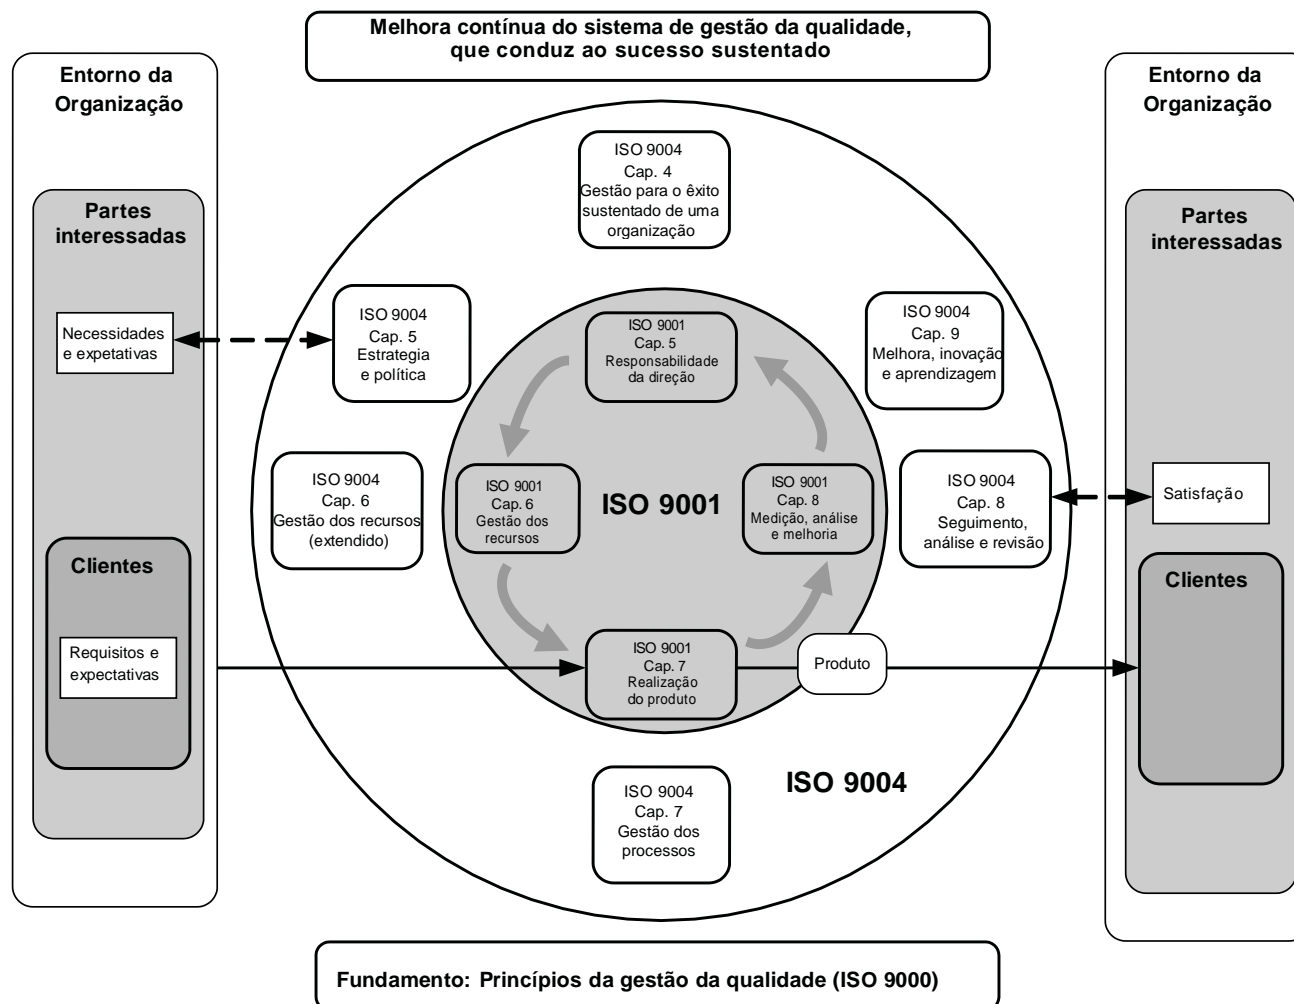 Melhora contínua do sistema de gestão da qualidade,
que conduz ao sucesso sustentado
Entorno da
Organização
Partes
interessadas
Necessidades
e expetativas
Clientes
Requisitos e
expectativas
ISO 9004
Cap. 4
Gestão para o êxito
sustentado de uma
organização
ISO 9004
Cap. 5
Estrategia
e política
ISO 9004
Cap. 9
Melhora, inovação
e aprendizagem
ISO 9001
Cap. 5
Responsabilidade
da direção
ISO 9004
Cap. 6
Gestão dos recursos
(extendido)
ISO 9001
Cap. 6
Gestão dos
recursos
ISO 9001
ISO 9001
Cap. 8
Medição, análise
e melhoria
ISO 9004
Cap. 8
Seguimento,
análise e revisão
ISO 9001
Cap. 7
Realização
do produto
Produto
ISO 9004
ISO 9004
Cap. 7
Gestão dos
processos
Entorno da
Organização
Partes
interessadas
Satisfação
Clientes
Fundamento: Princípios da gestão da qualidade (ISO 9000)